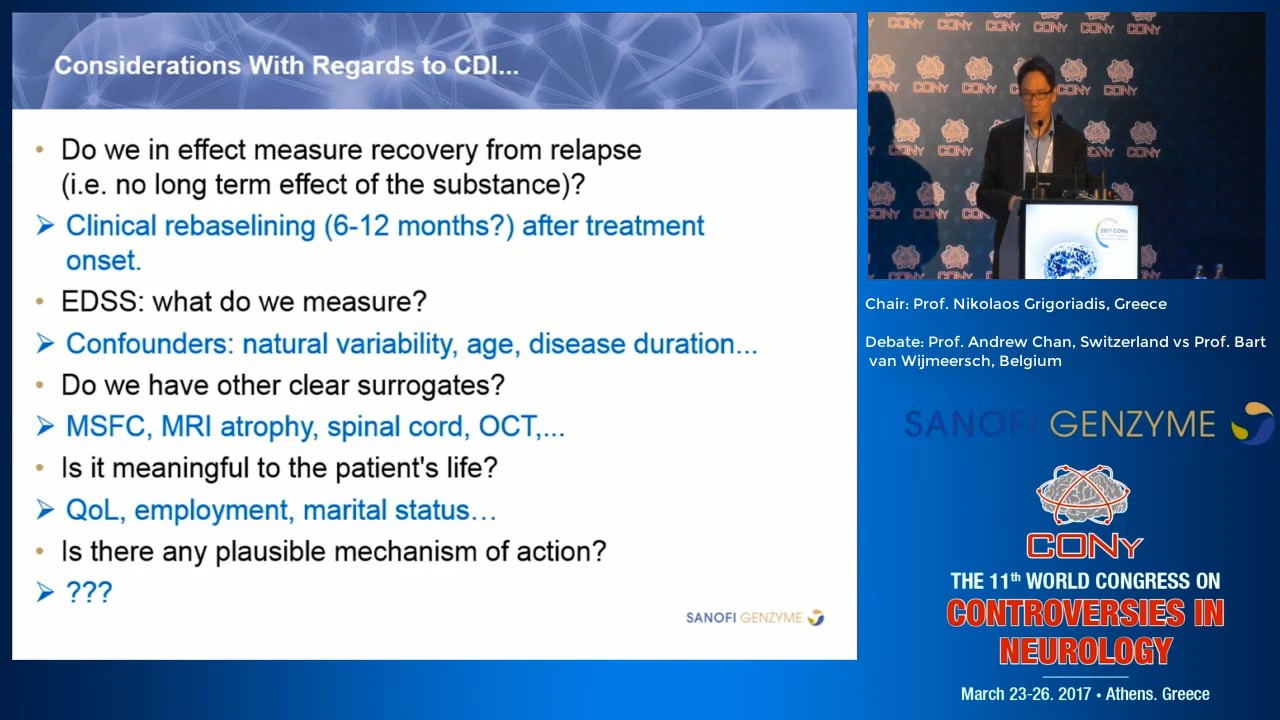 Considerations With Regards to CDI...
• Do we in effect measure recovery from relapse
(i.e. no long term effect of the substance)?
➢ Clinical rebaselining (6-12 months?) after treatment
onset.
• EDSS: what do we measure?
➢ Confounders: natural variability, age, disease duration...
• Do we have other clear surrogates?
➢ MSFC, MRI atrophy, spinal cord, OCT,...
• Is it meaningful to the patient's life?
➢ QoL, employment, marital status...
• Is there any plausible mechanism of action?
➢ ???
SANOFI GENZYME
CONy
2017 CONy
Chair: Prof. Nikolaos Grigoriadis, Greece
Debate: Prof. Andrew Chan, Switzerland vs Prof. Bart
van Wijmeersch, Belgium
SANOFI GENZYME
CONy
THE 11th WORLD CONGRESS ON
CONTROVERSIES IN
NEUROLOGY
March 23-26. 2017 • Athens. Greece